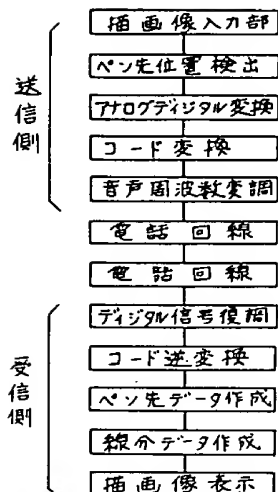 送信側
描画像入力部
ペン先位置検出
アナログディジタル変換
コード変換
音声周波数変調
電話回線
電話回線
受信側
ディジタル信号復調
コード逆変換
ペン先データ作成
線分データ作成
描画像表示